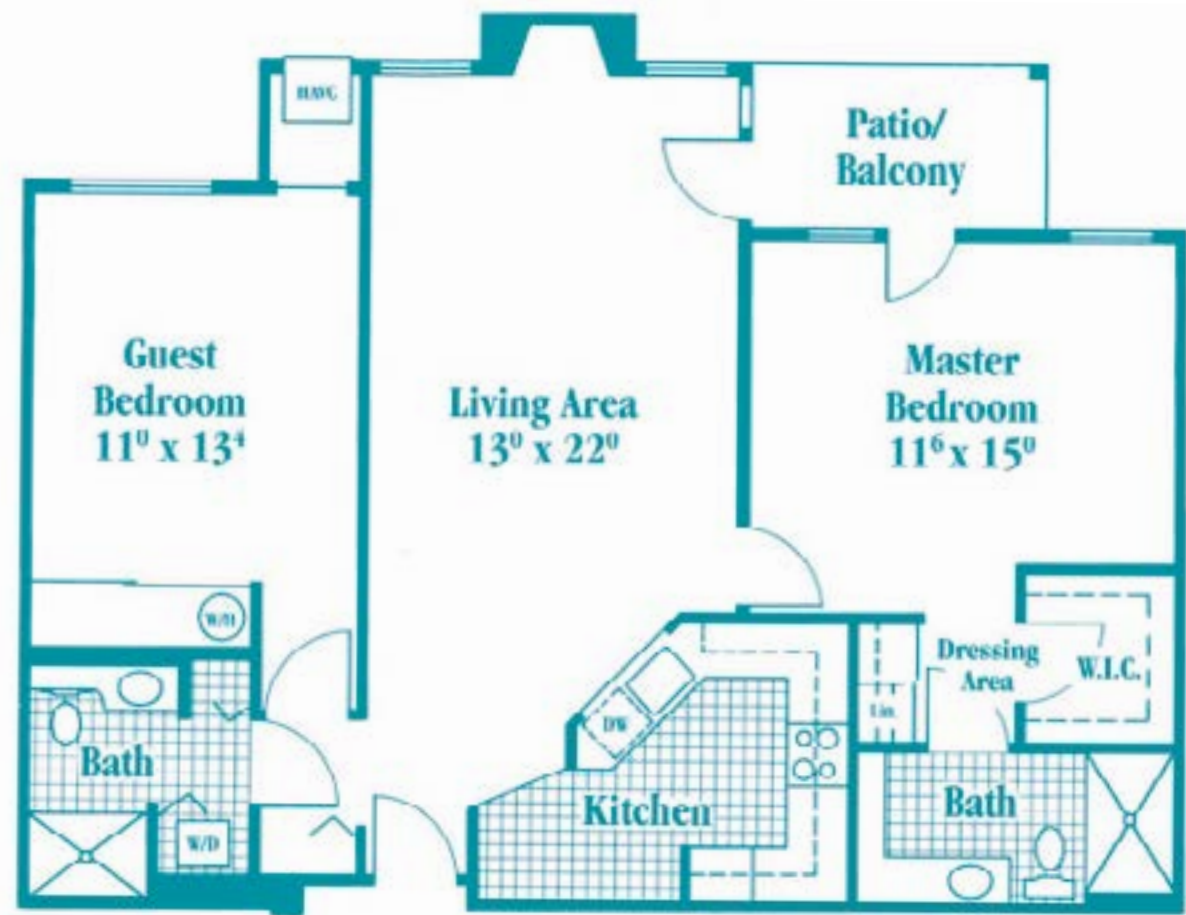 HAVC
Patio/
Balcony
Guest
Bedroom
11⁰ x 13⁴
Living Area
13⁰ x 22⁰
Master
Bedroom
11⁶ x 15⁰
W/H
Dressing
Area
W.I.C.
Lin.
DW
Bath
Kitchen
Bath
W/D